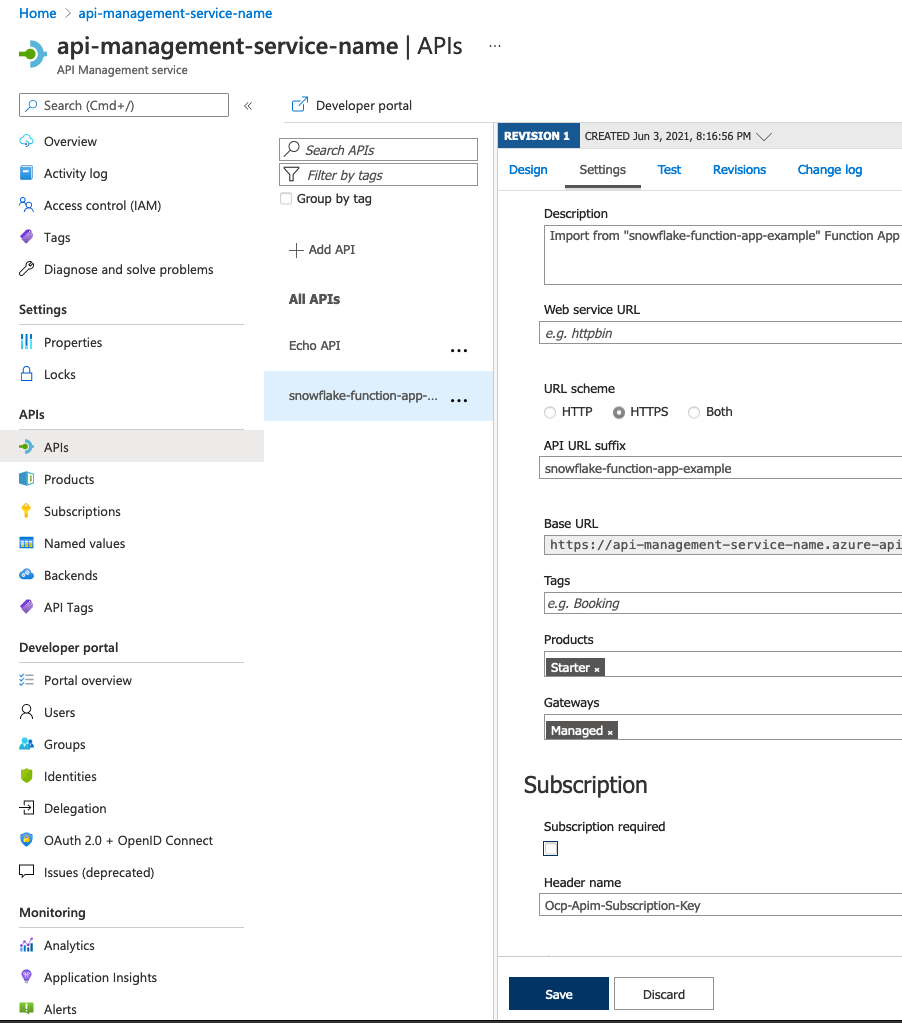 Home > api-management-service-name
api-management-service-name | APIs ...
API Management service
Search (Cmd+/)
«
Overview
Activity log
Access control (IAM)
Tags
Diagnose and solve problems
Settings
Properties
Locks
APIs
APIs
Products
Subscriptions
Named values
Backends
API Tags
Developer portal
Portal overview
Users
Groups
Identities
Delegation
OAuth 2.0 + OpenID Connect
Issues (deprecated)
Monitoring
Analytics
Application Insights
Alerts
Developer portal
Search APIs
Filter by tags
Group by tag
Add API
All APIs
Echo API ...
snowflake-function-app-... ...
REVISION 1 CREATED Jun 3, 2021, 8:16:56 PM
Design Settings Test Revisions Change log
Description
Import from "snowflake-function-app-example" Function App
Web service URL
e.g. httpbin
URL scheme
HTTP HTTPS Both
API URL suffix
snowflake-function-app-example
Base URL
https://api-management-service-name.azure-api
Tags
e.g. Booking
Products
Starter ×
Gateways
Managed ×
Subscription
Subscription required
Header name
Ocp-Apim-Subscription-Key
Save Discard